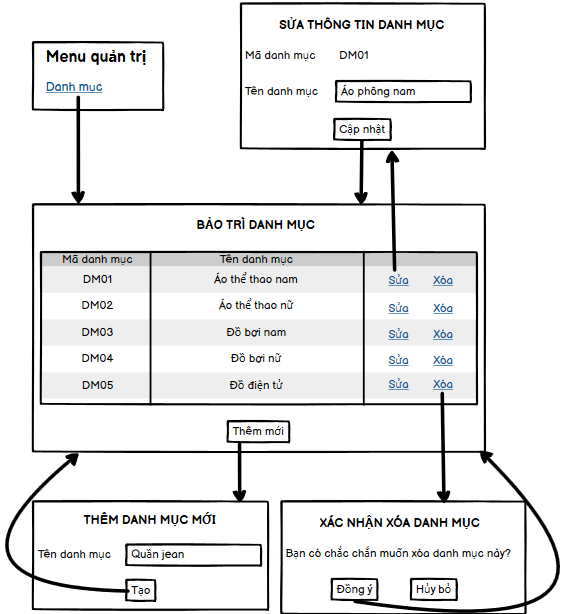 Menu quản trị
Danh mục
SỬA THÔNG TIN DANH MỤC
Mã danh mục DM01
Tên danh mục Áo phông nam
Cập nhật
BẢO TRÌ DANH MỤC
Mã danh mục Tên danh mục
DM01 Áo thể thao nam Sửa Xóa
DM02 Áo thể thao nữ Sửa Xóa
DM03 Đồ bơi nam Sửa Xóa
DM04 Đồ bơi nữ Sửa Xóa
DM05 Đồ điện tử Sửa Xóa
Thêm mới
THÊM DANH MỤC MỚI
Tên danh mục Quần jean
Tạo
XÁC NHẬN XÓA DANH MỤC
Bạn có chắc chắn muốn xóa danh mục này?
Đồng ý Hủy bỏ